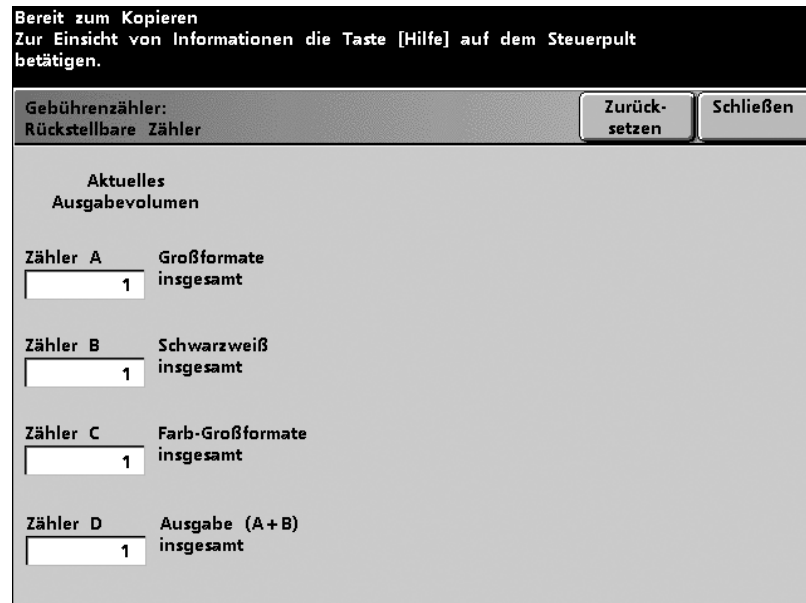 Bereit zum Kopieren
Zur Einsicht von Informationen die Taste [Hilfe] auf dem Steuerpult
betätigen.
Gebührenzähler:
Rückstellbare Zähler
Zurück-
setzen
Schließen
Aktuelles
Ausgabevolumen
Zähler A
Großformate
insgesamt
1
Zähler B
Schwarzweiß
insgesamt
1
Zähler C
Farb-Großformate
insgesamt
1
Zähler D
Ausgabe (A+B)
insgesamt
1